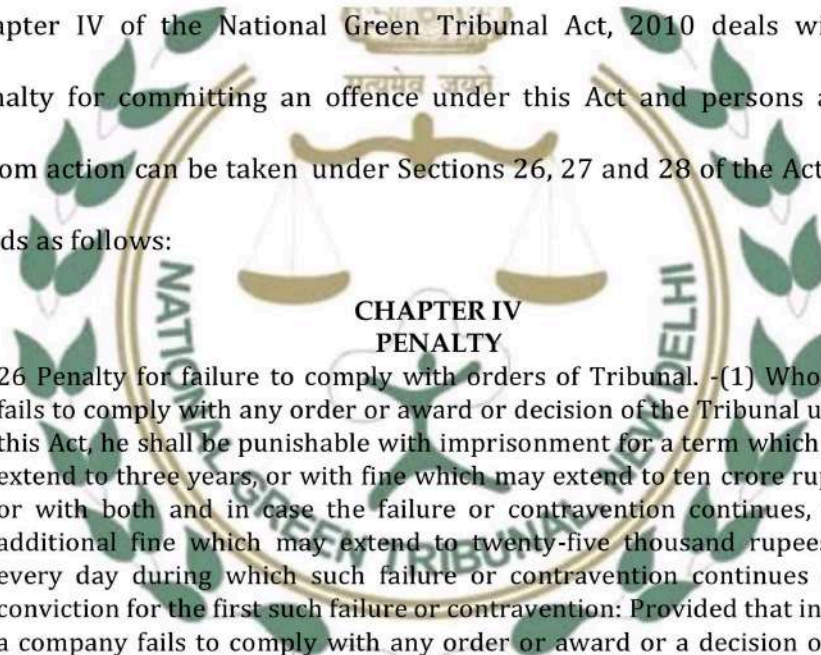 apter IV of the National Green Tribunal Act, 2010 deals wi
सत्यमेव जयते
nalty for committing an offence under this Act and persons a
om action can be taken under Sections 26, 27 and 28 of the Act
ds as follows:
CHAPTER IV
PENALTY
26 Penalty for failure to comply with orders of Tribunal. -(1) Who
fails to comply with any order or award or decision of the Tribunal u
this Act, he shall be punishable with imprisonment for a term which
extend to three years, or with fine which may extend to ten crore rup
or with both and in case the failure or contravention continues,
additional fine which may extend to twenty-five thousand rupees
every day during which such failure or contravention continues
conviction for the first such failure or contravention: Provided that in
a company fails to comply with any order or award or a decision o
NATIONAL GREEN TRIBUNAL, NEW DELHI